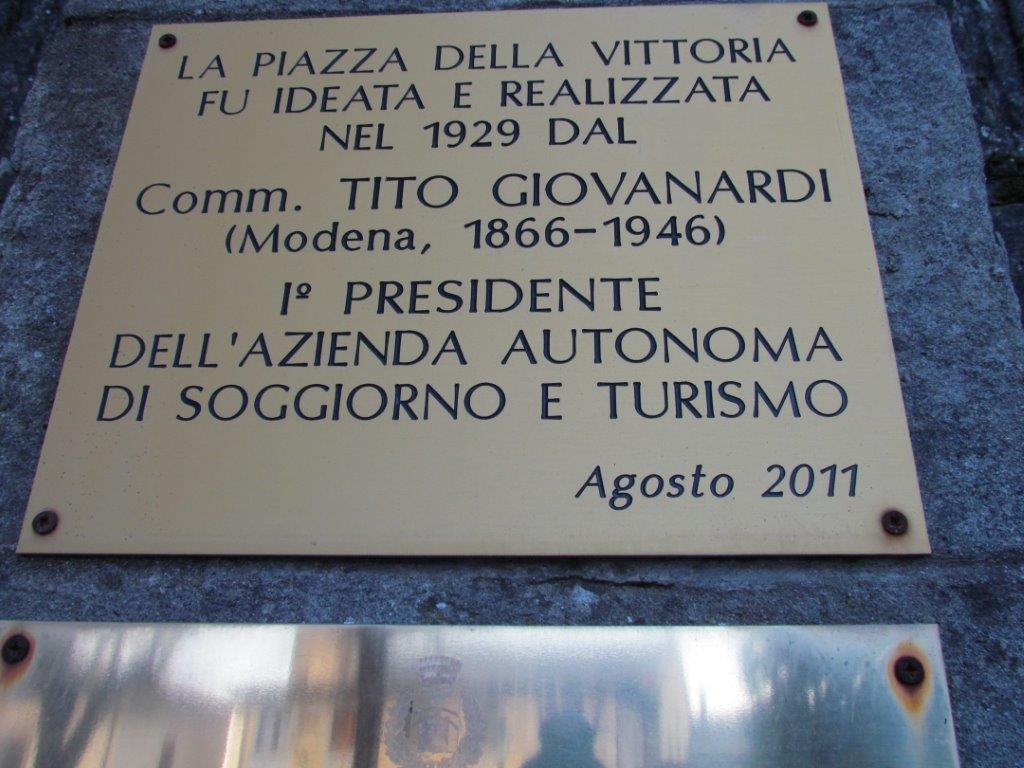 LA PIAZZA DELLA VITTORIA
FU IDEATA E REALIZZATA
NEL 1929 DAL
Comm. TITO GIOVANARDI
(Modena, 1866-1946)
Iº PRESIDENTE
DELL'AZIENDA AUTONOMA
DI SOGGIORNO E TURISMO
Agosto 2011